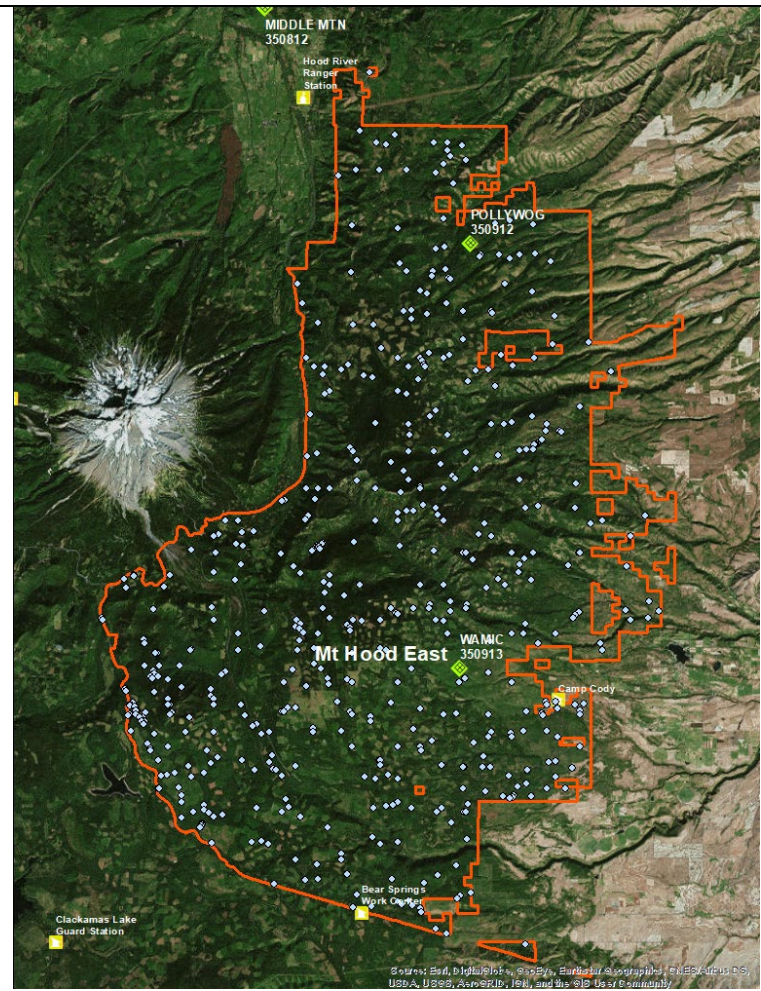 MIDDLE MTN
350812
Hood River
Ranger
Station
POLLYWOG
350912
Mt Hood East
WAMIC
350913
Camp Cody
Bear Springs
Work Center
Clackamas Lake
Guard Station
Source: Esri, DigitalGlobe, GeoEye, Earthstar Geographics, CNES/Airbus DS,
USDA, USGS, AeroGRID, IGN, and the GIS User Community